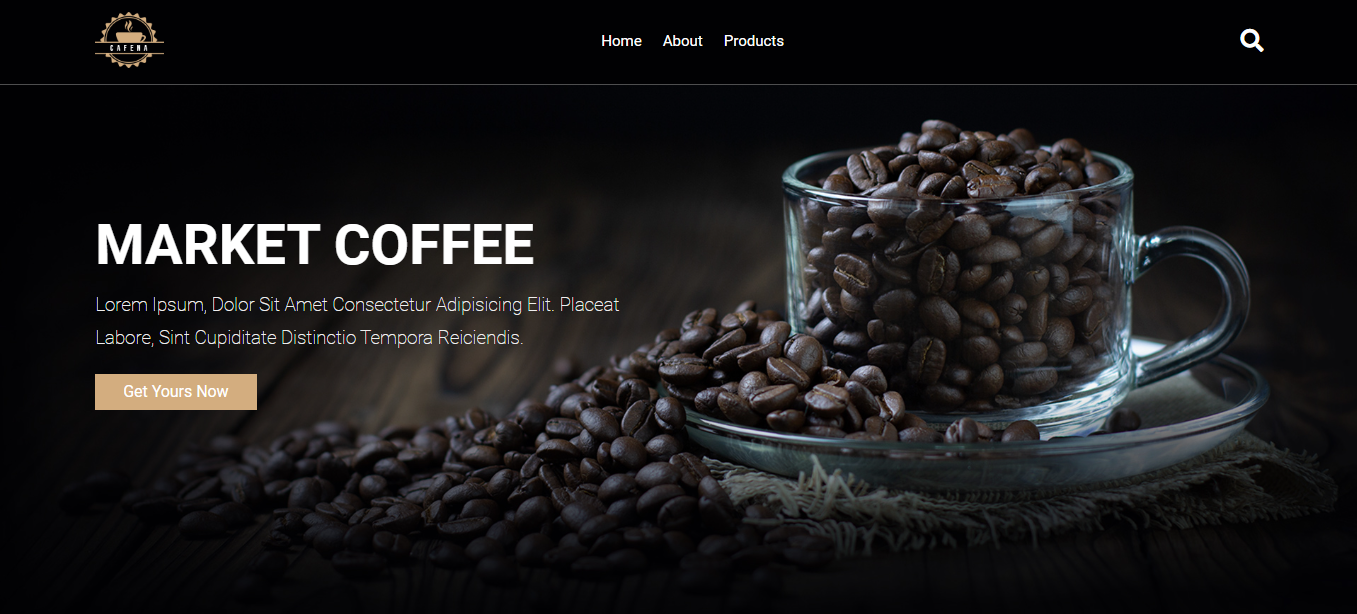 CAFENA
Home About Products
MARKET COFFEE
Lorem Ipsum, Dolor Sit Amet Consectetur Adipisicing Elit. Placeat
Labore, Sint Cupiditate Distinctio Tempora Reiciendis.
Get Yours Now